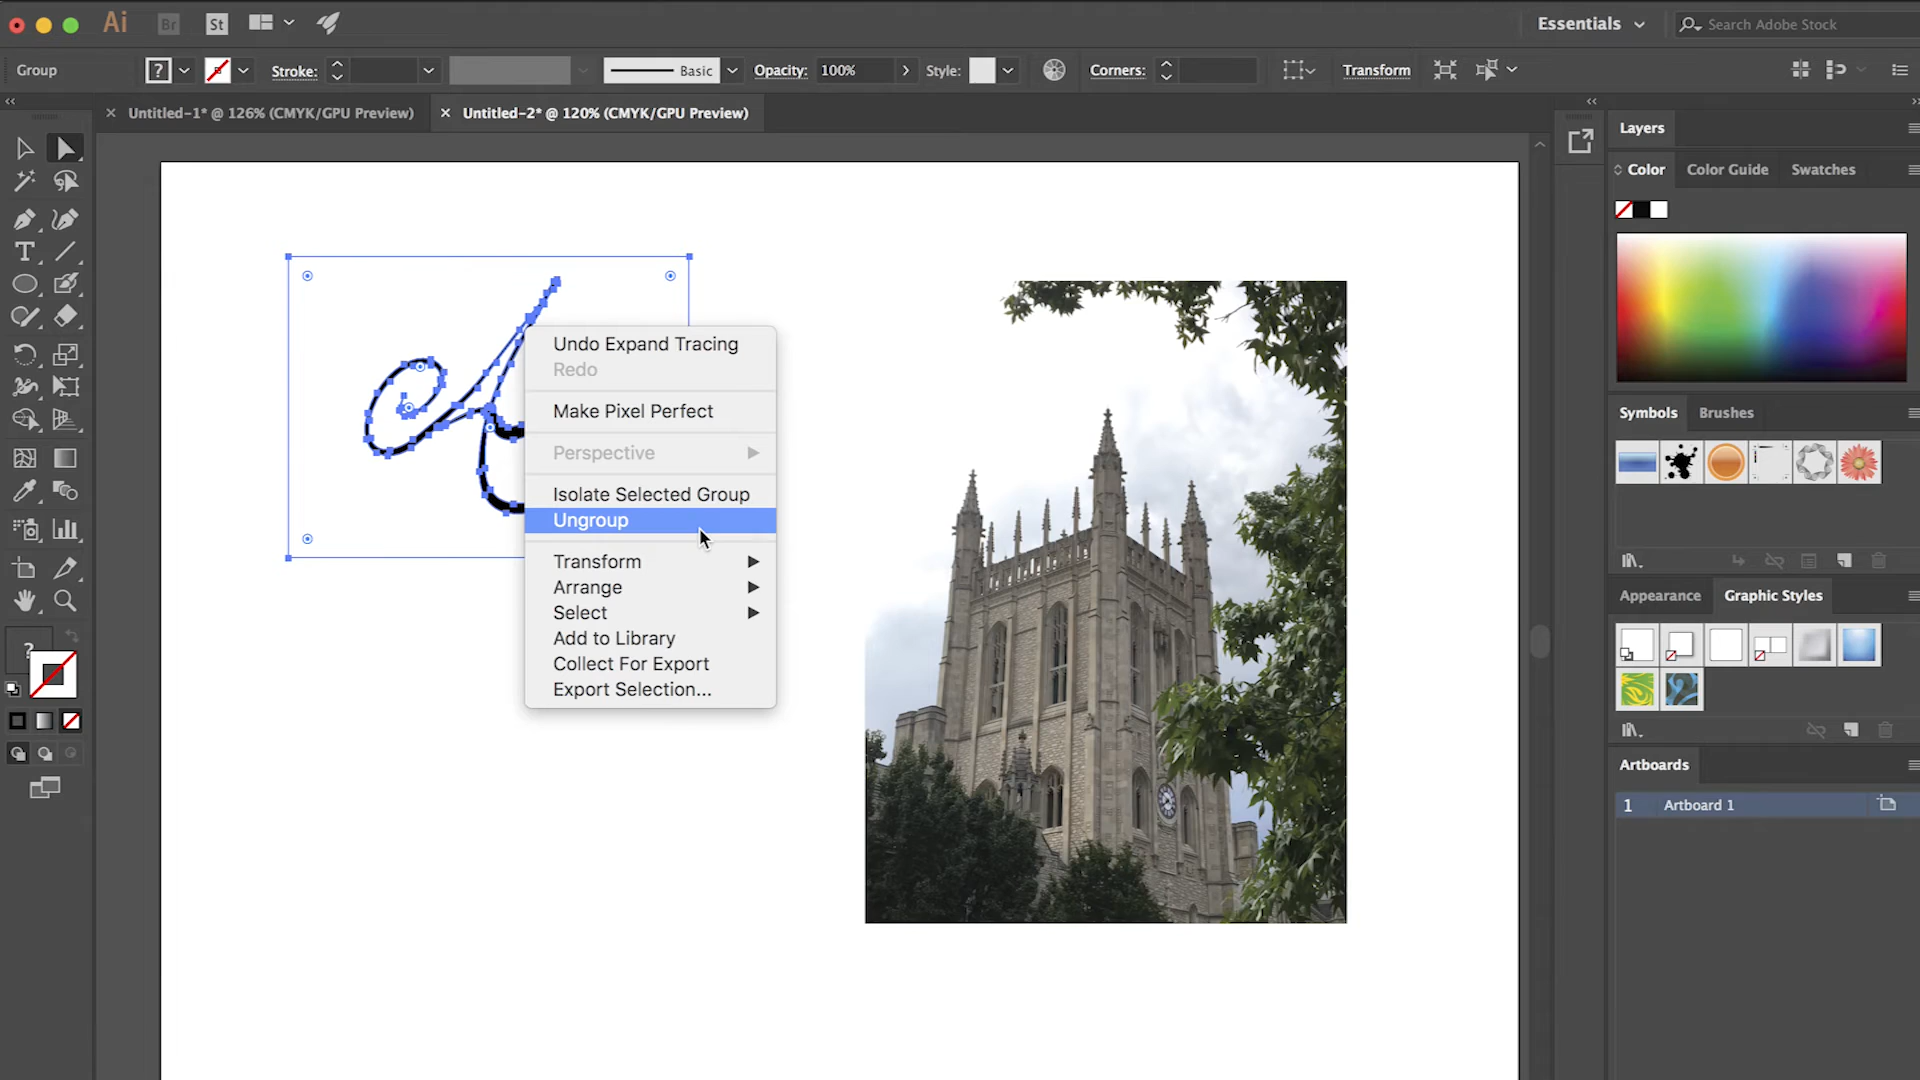 Ai Br St Essentials Search Adobe Stock
Group ? Stroke: Basic Opacity: 100% Style: Corners: Transform
Untitled-1* @ 126% (CMYK/GPU Preview) Untitled-2* @ 120% (CMYK/GPU Preview)
Layers
Color Color Guide Swatches
Undo Expand Tracing
Redo
Make Pixel Perfect
Symbols Brushes
Perspective
Isolate Selected Group
Ungroup
Transform
Arrange
Appearance Graphic Styles
Select
Add to Library
Collect For Export
Export Selection...
?
Artboards
1 Artboard 1